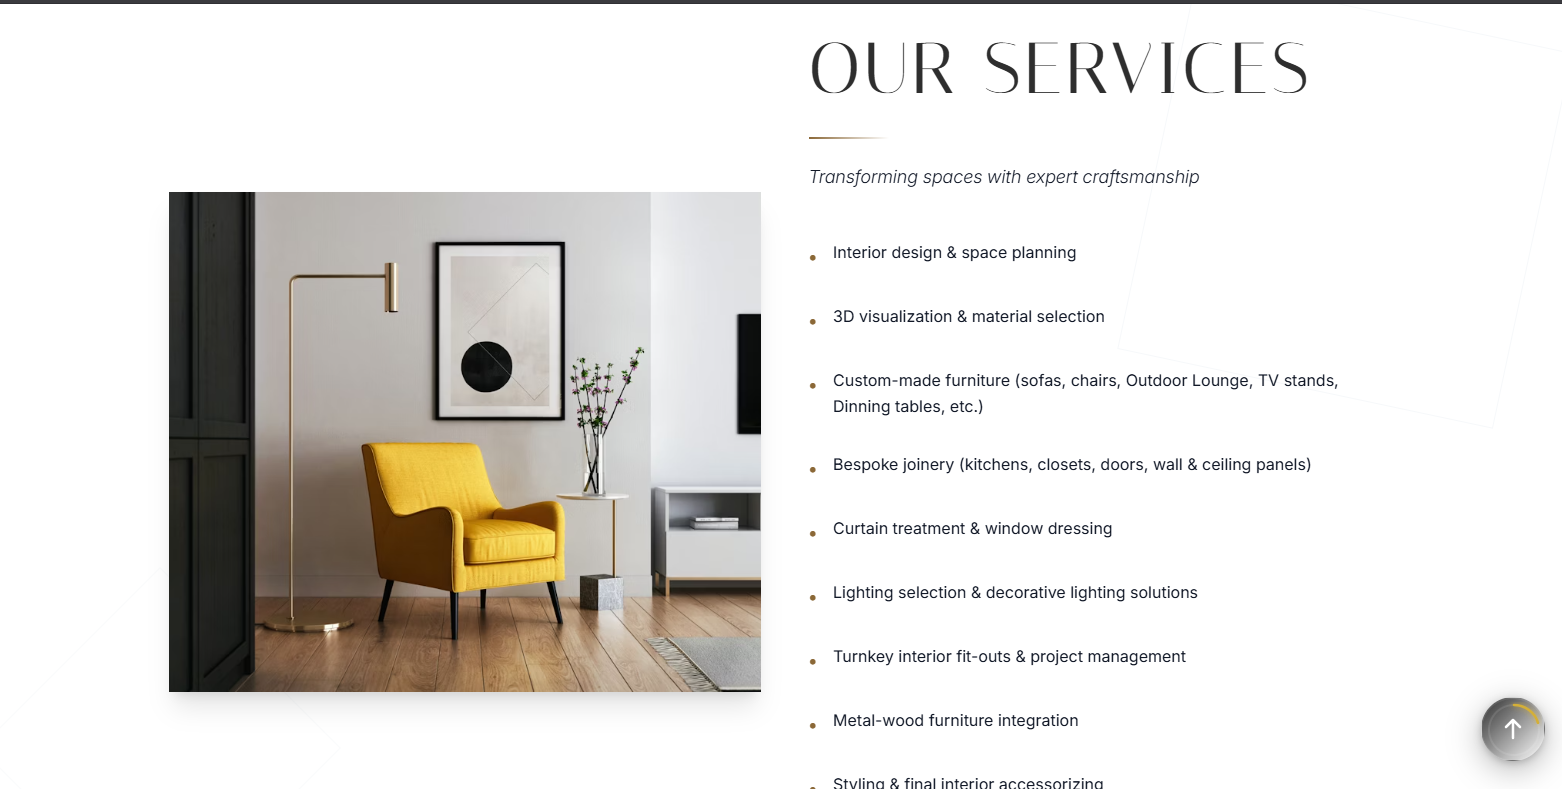 OUR SERVICES
Transforming spaces with expert craftsmanship
Interior design & space planning
3D visualization & material selection
Custom-made furniture (sofas, chairs, Outdoor Lounge, TV stands,
Dinning tables, etc.)
Bespoke joinery (kitchens, closets, doors, wall & ceiling panels)
Curtain treatment & window dressing
Lighting selection & decorative lighting solutions
Turnkey interior fit-outs & project management
Metal-wood furniture integration
Styling & final interior accessorizing